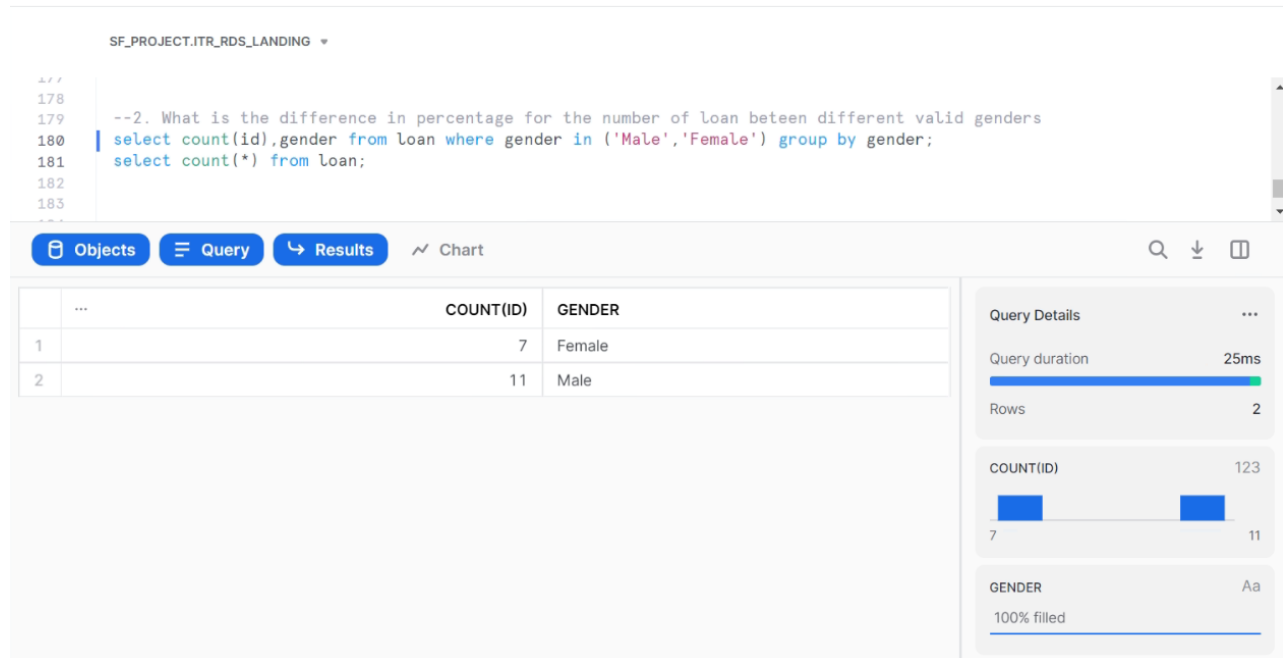 SF_PROJECT.ITR_RDS_LANDING
178
179 --2. What is the difference in percentage for the number of loan beteen different valid genders
180 select count(id),gender from loan where gender in ('Male','Female') group by gender;
181 select count(*) from loan;
182
183
Objects Query Results Chart
... COUNT(ID) GENDER
1 7 Female
2 11 Male
Query Details ...
Query duration 25ms
Rows 2
COUNT(ID) 123
7 11
GENDER Aa
100% filled